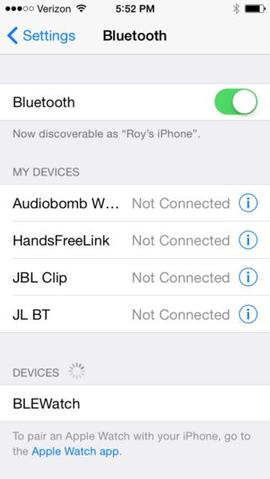 Verizon 5:52 PM
Settings Bluetooth
Bluetooth
Now discoverable as “Roy's iPhone”.
MY DEVICES
Audiobomb W... Not Connected
HandsFreeLink Not Connected
JBL Clip Not Connected
JL BT Not Connected
DEVICES
BLEWatch
To pair an Apple Watch with your iPhone, go to
the Apple Watch app.